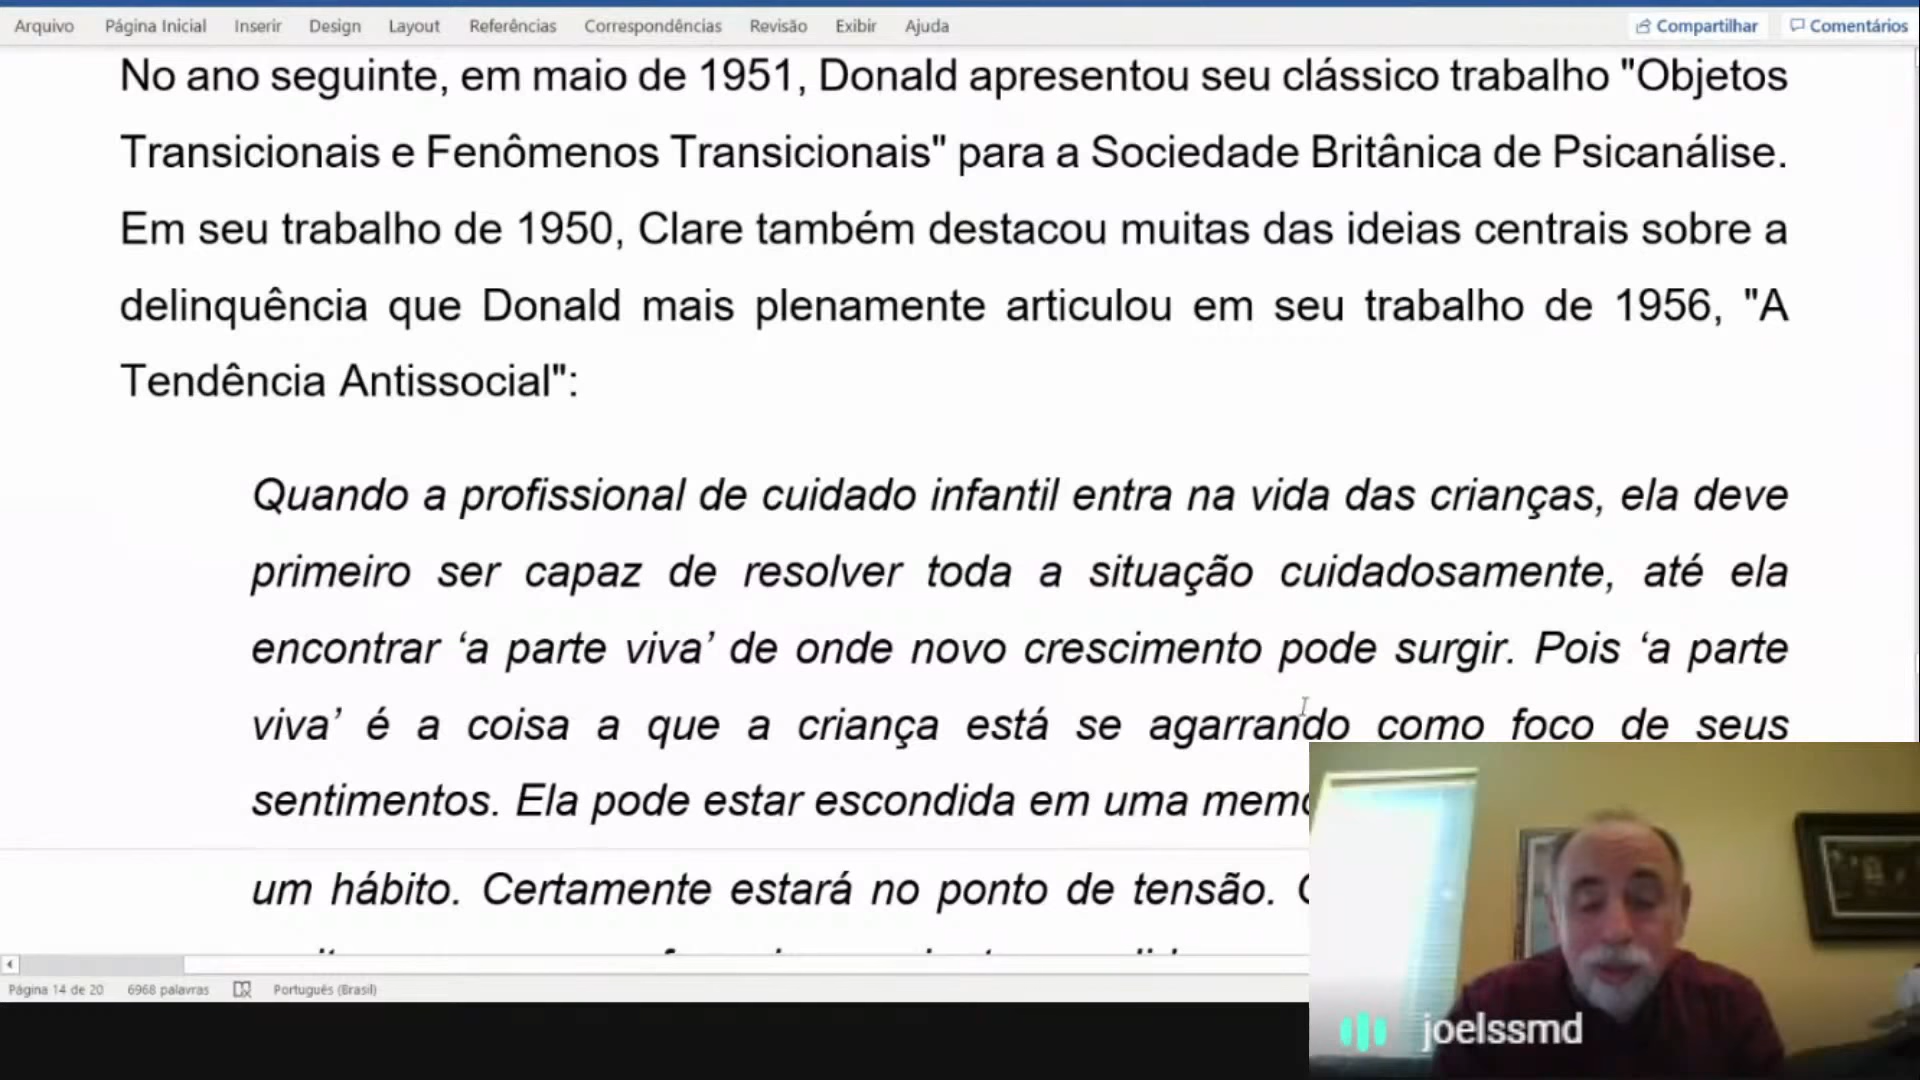 Arquivo Página Inicial Inserir Design Layout Referências Correspondências Revisão Exibir Ajuda Compartilhar Comentários
No ano seguinte, em maio de 1951, Donald apresentou seu clássico trabalho "Objetos
Transicionais e Fenômenos Transicionais" para a Sociedade Britânica de Psicanálise.
Em seu trabalho de 1950, Clare também destacou muitas das ideias centrais sobre a
delinquência que Donald mais plenamente articulou em seu trabalho de 1956, "A
Tendência Antissocial":
Quando a profissional de cuidado infantil entra na vida das crianças, ela deve
primeiro ser capaz de resolver toda a situação cuidadosamente, até ela
encontrar ‘a parte viva’ de onde novo crescimento pode surgir. Pois ‘a parte
viva’ é a coisa a que a criança está se agarrando como foco de seus
sentimentos. Ela pode estar escondida em uma
um hábito. Certamente estará no ponto de tensão.
Página 14 de 20 6968 palavras Português (Brasil)
joelssmd